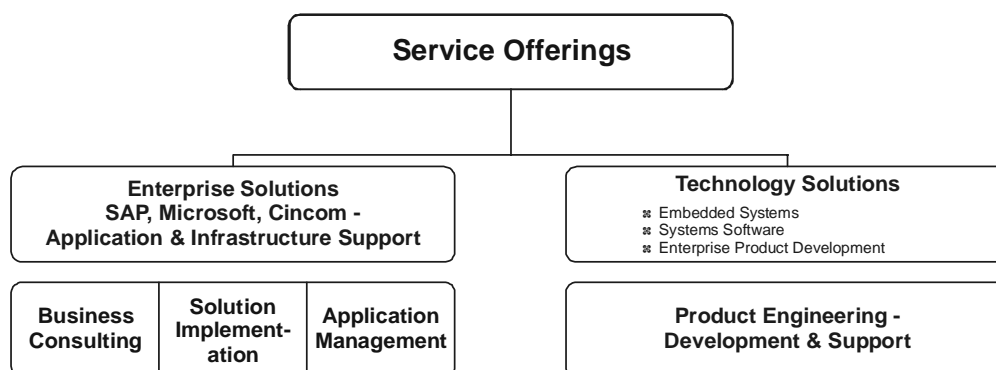 Service Offerings
Enterprise Solutions
SAP, Microsoft, Cincom -
Application & Infrastructure Support
Technology Solutions
Embedded Systems
Systems Software
Enterprise Product Development
Business
Consulting
Solution
Implement-
ation
Application
Management
Product Engineering -
Development & Support